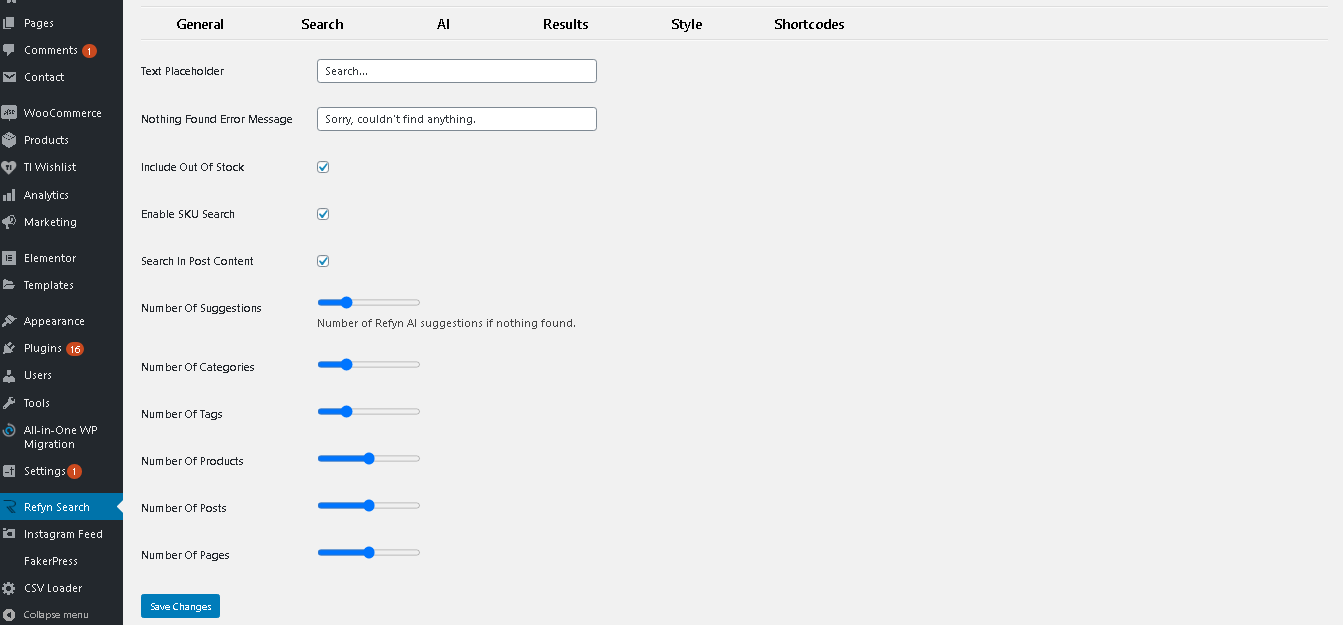 Pages
Comments 1
Contact
WooCommerce
Products
TI Wishlist
Analytics
Marketing
Elementor
Templates
Appearance
Plugins 16
Users
Tools
All-in-One WP
Migration
Settings 1
Refyn Search
Instagram Feed
FakerPress
CSV Loader
Collapse menu
General Search AI Results Style Shortcodes
Text Placeholder Search...
Nothing Found Error Message Sorry, couldn't find anything.
Include Out Of Stock
Enable SKU Search
Search In Post Content
Number Of Suggestions
Number of Refyn AI suggestions if nothing found.
Number Of Categories
Number Of Tags
Number Of Products
Number Of Posts
Number Of Pages
Save Changes